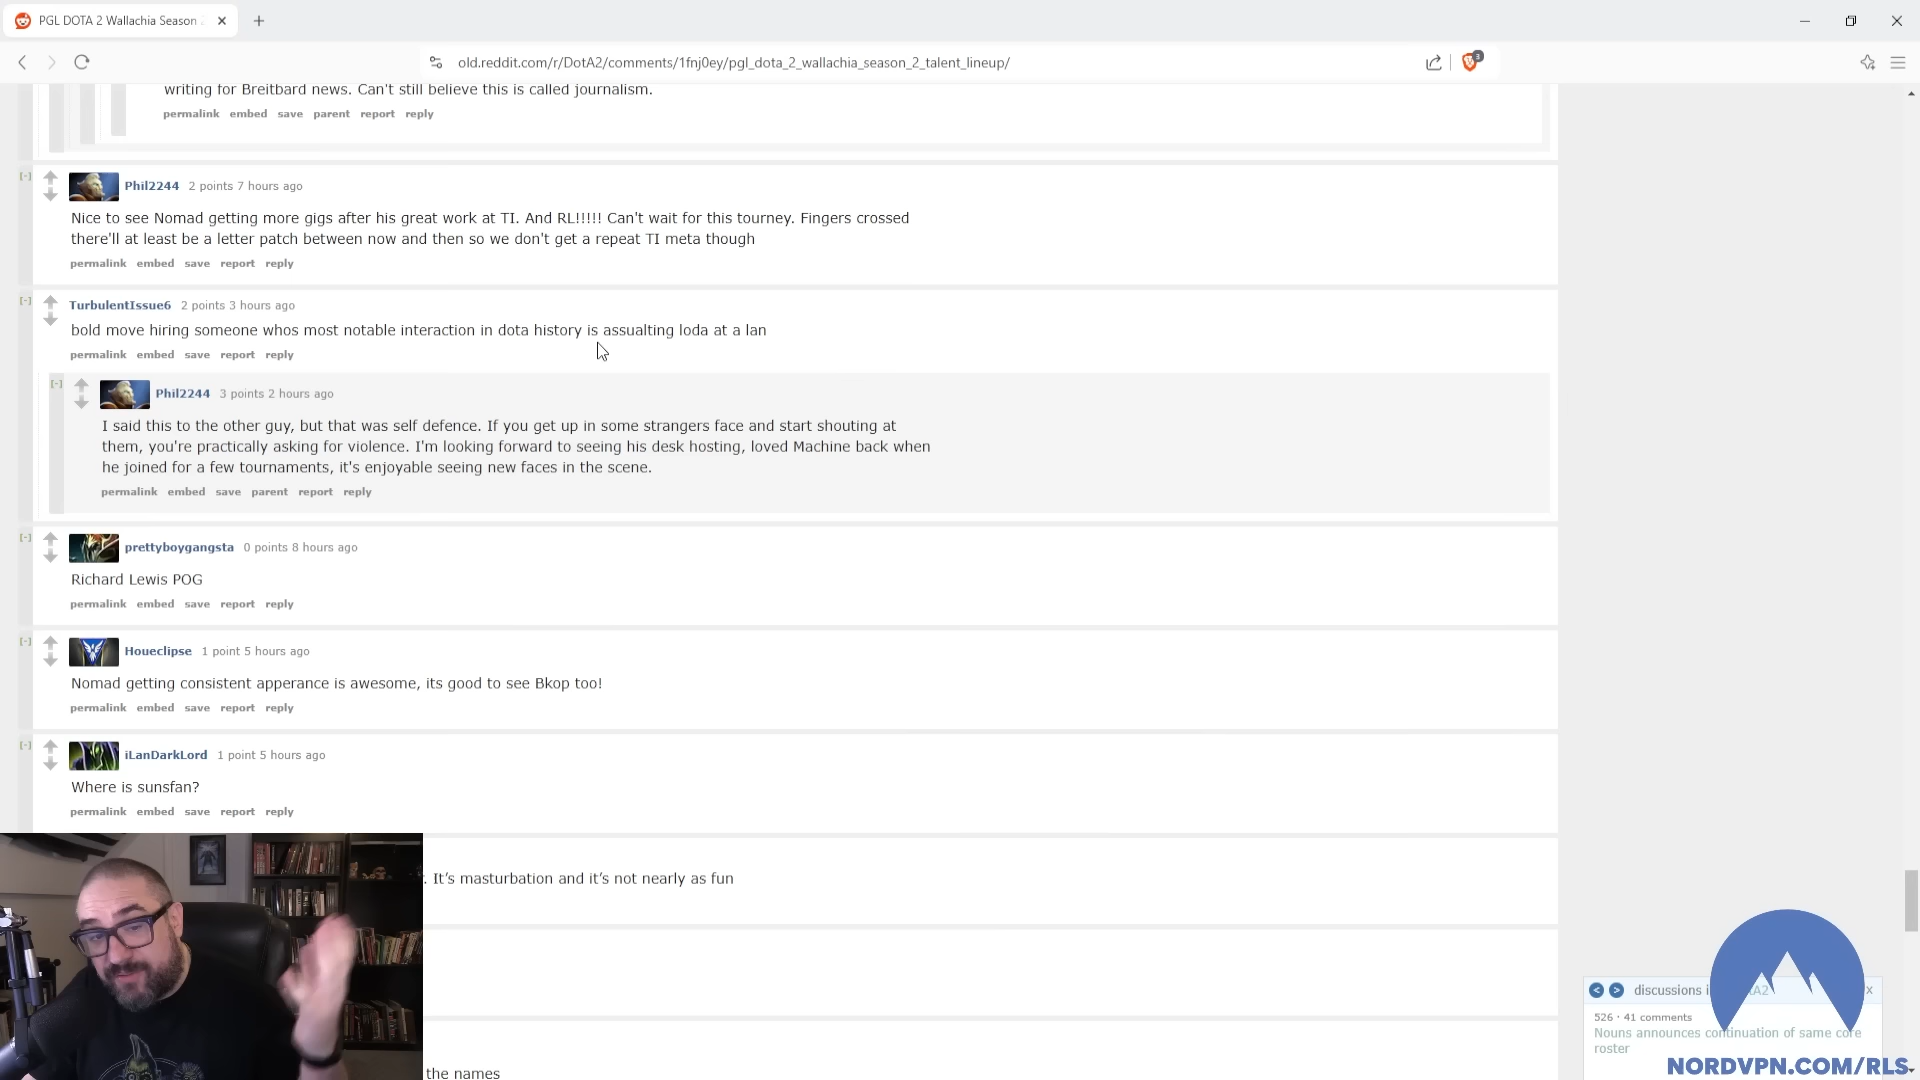 PGL DOTA 2 Wallachia Season
old.reddit.com/r/DotA2/comments/1fnj0ey/pgl_dota_2_wallachia_season_2_talent_lineup/
3
writing for Breitbard news. Can't still believe this is called journalism.
permalink embed save parent report reply
[-]
Phil2244 2 points 7 hours ago
Nice to see Nomad getting more gigs after his great work at TI. And RL!!!!! Can't wait for this tourney. Fingers crossed
there'll at least be a letter patch between now and then so we don't get a repeat TI meta though
permalink embed save report reply
[-]
TurbulentIssue6 2 points 3 hours ago
bold move hiring someone whos most notable interaction in dota history is assualting loda at a lan
permalink embed save report reply
[-]
Phil2244 3 points 2 hours ago
I said this to the other guy, but that was self defence. If you get up in some strangers face and start shouting at
them, you're practically asking for violence. I'm looking forward to seeing his desk hosting, loved Machine back when
he joined for a few tournaments, it's enjoyable seeing new faces in the scene.
permalink embed save parent report reply
[-]
prettyboygangsta 0 points 8 hours ago
Richard Lewis POG
permalink embed save report reply
[-]
Houeclipse 1 point 5 hours ago
Nomad getting consistent apperance is awesome, its good to see Bkop too!
permalink embed save report reply
[-]
iLanDarkLord 1 point 5 hours ago
Where is sunsfan?
permalink embed save report reply
. It's masturbation and it's not nearly as fun
the names
< > discussions i A2 x
526 · 41 comments
Nouns announces continuation of same core
roster
NORDVPN.COM/RLS